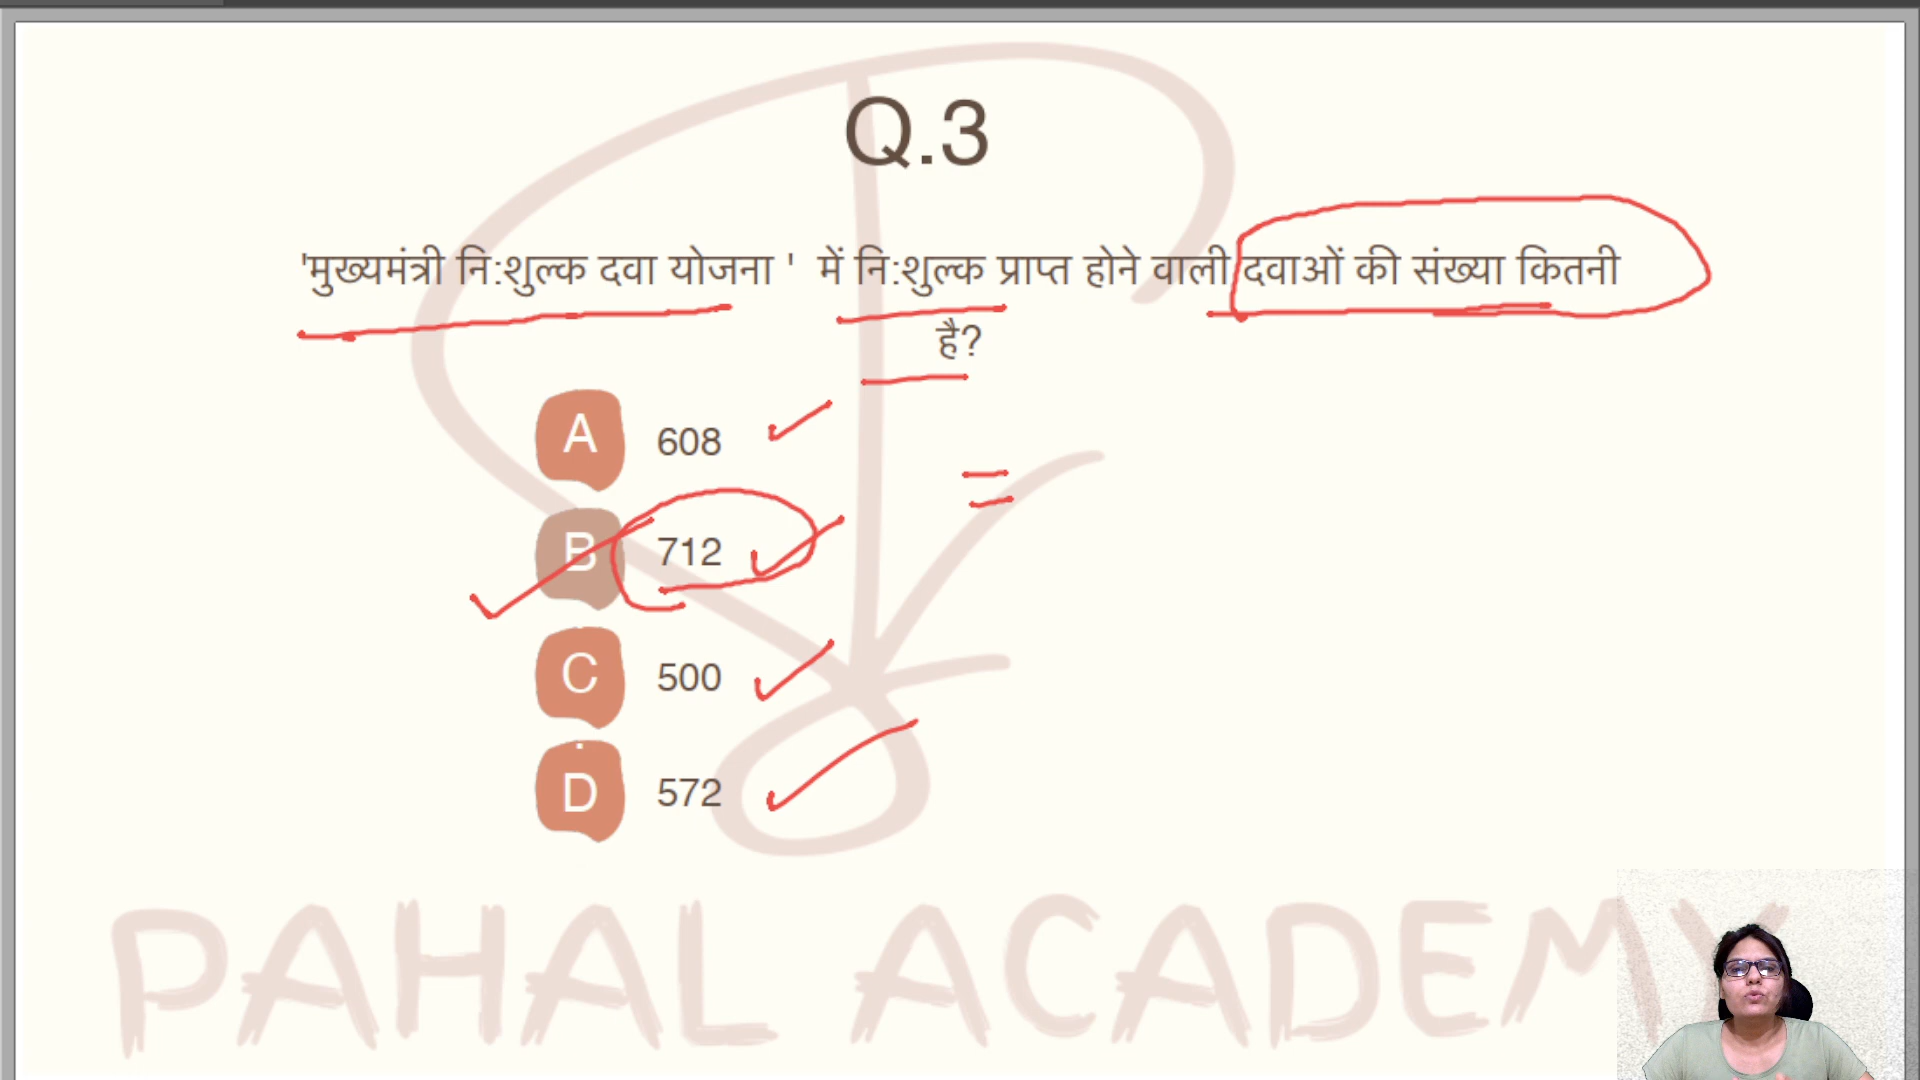 Q.3
'मुख्यमंत्री नि:शुल्क दवा योजना ' में नि:शुल्क प्राप्त होने वाली दवाओं की संख्या कितनी
है?
A 608
B 712
C 500
D 572
PAHAL ACADEMY